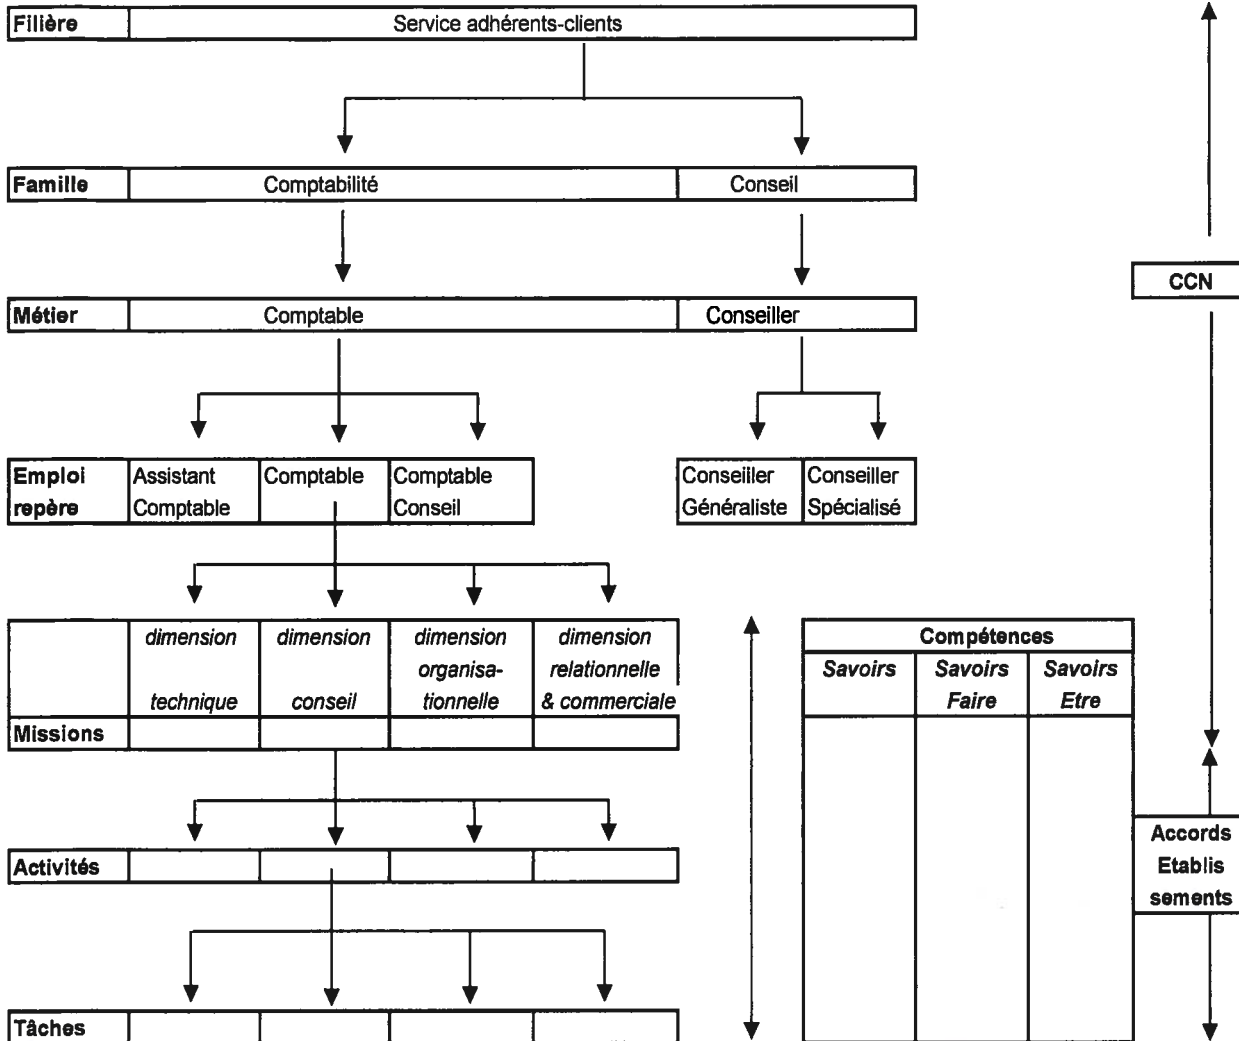 Filière Service adhérents-clients
Famille Comptabilité Conseil
CCN
Métier Comptable Conseiller
Emploi repère
Assistant Comptable
Comptable
Comptable Conseil
Conseiller Généraliste
Conseiller Spécialisé
dimension technique
dimension conseil
dimension organisa-
tionnelle
dimension relationnelle & commerciale
Missions
Compétences
Savoirs
Savoirs Faire
Savoirs Etre
Activités
Accords
Etablis
sements
Tâches